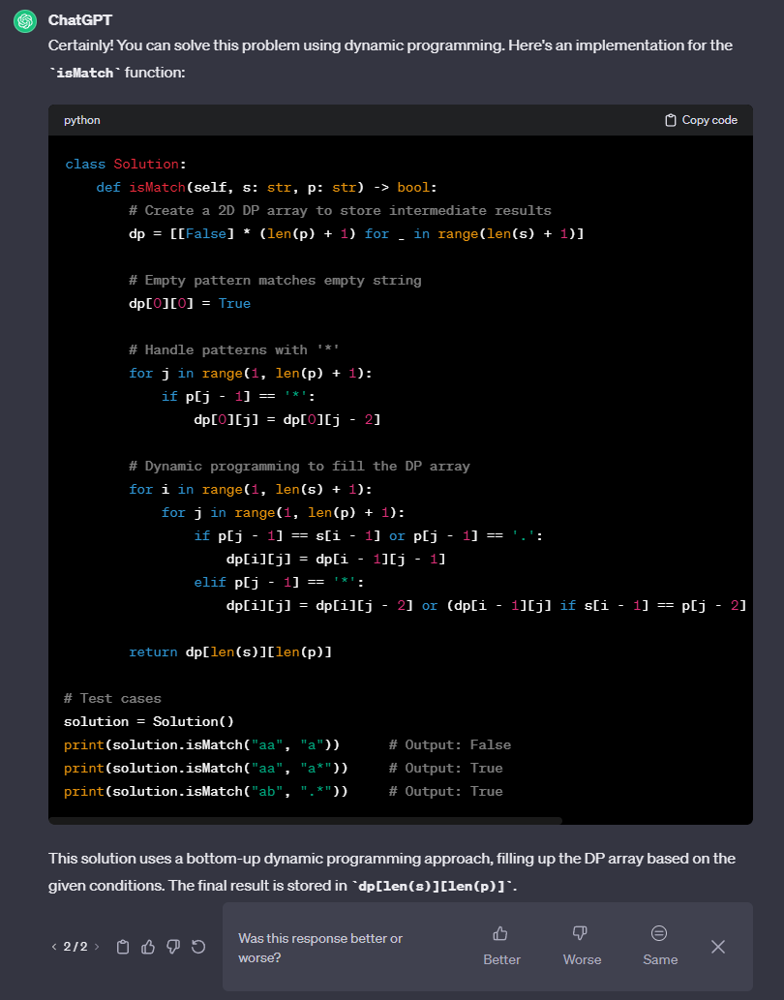 ChatGPT
Certainly! You can solve this problem using dynamic programming. Here's an implementation for the
`isMatch` function:
python
Copy code
class Solution:
    def isMatch(self, s: str, p: str) -> bool:
        # Create a 2D DP array to store intermediate results
        dp = [[False] * (len(p) + 1) for _ in range(len(s) + 1)]

        # Empty pattern matches empty string
        dp[0][0] = True

        # Handle patterns with '*'
        for j in range(1, len(p) + 1):
            if p[j - 1] == '*':
                dp[0][j] = dp[0][j - 2]

        # Dynamic programming to fill the DP array
        for i in range(1, len(s) + 1):
            for j in range(1, len(p) + 1):
                if p[j - 1] == s[i - 1] or p[j - 1] == '.':
                    dp[i][j] = dp[i - 1][j - 1]
                elif p[j - 1] == '*':
                    dp[i][j] = dp[i][j - 2] or (dp[i - 1][j] if s[i - 1] == p[j - 2]

        return dp[len(s)][len(p)]

# Test cases
solution = Solution()
print(solution.isMatch("aa", "a"))      # Output: False
print(solution.isMatch("aa", "a*"))     # Output: True
print(solution.isMatch("ab", ".*"))     # Output: True
This solution uses a bottom-up dynamic programming approach, filling up the DP array based on the
given conditions. The final result is stored in `dp[len(s)][len(p)]`.
< 2 / 2 >
Was this response better or
worse?
Better
Worse
Same